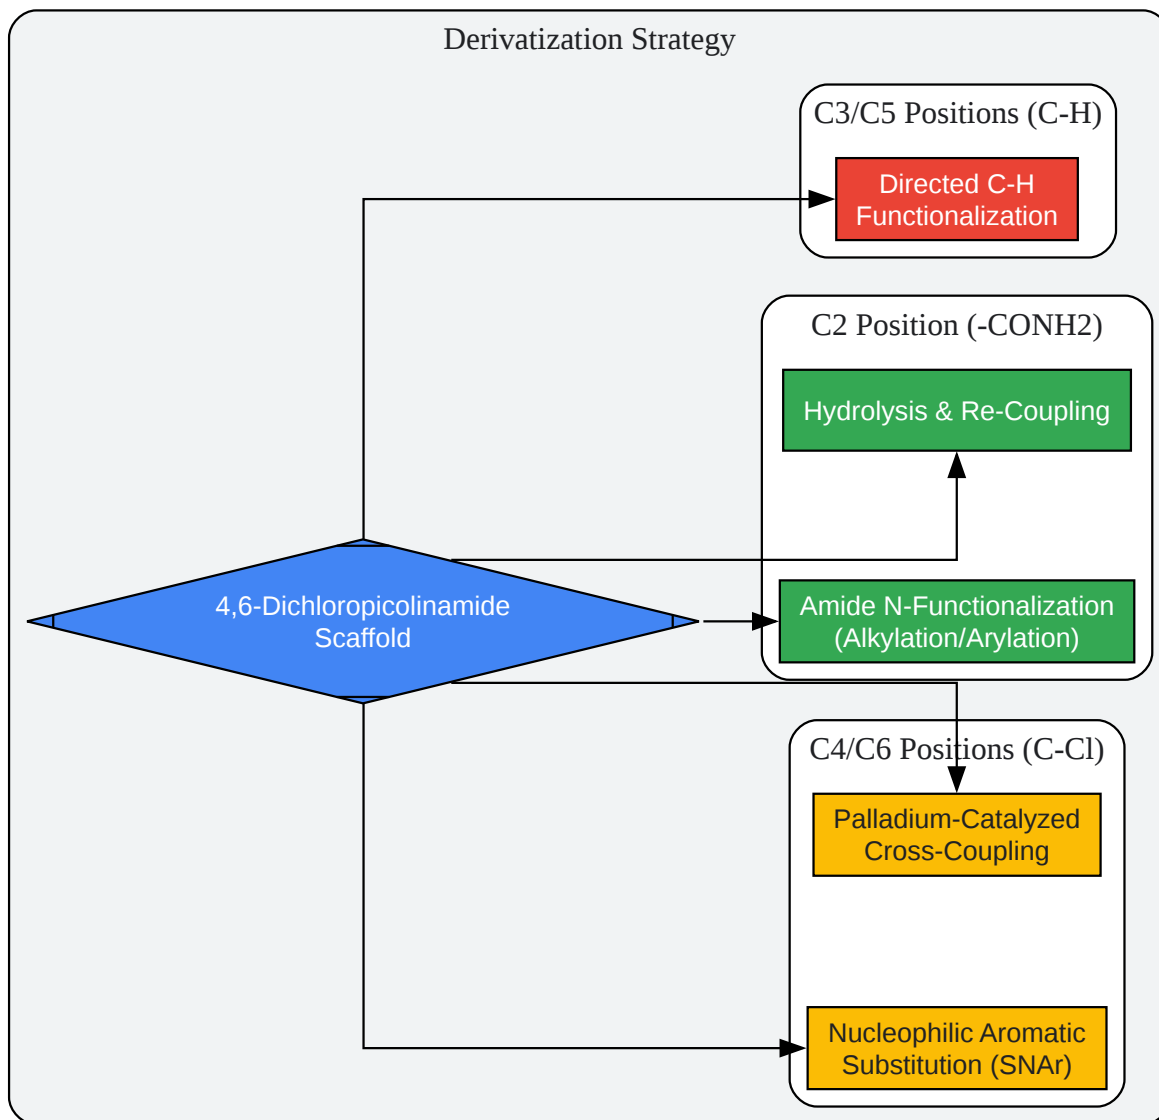 Derivatization Strategy
C3/C5 Positions (C-H)
Directed C-H
Functionalization
C2 Position (-CONH2)
Hydrolysis & Re-Coupling
4,6-Dichloropicolinamide
Scaffold
Amide N-Functionalization
(Alkylation/Arylation)
C4/C6 Positions (C-Cl)
Palladium-Catalyzed
Cross-Coupling
Nucleophilic Aromatic
Substitution (SNAr)